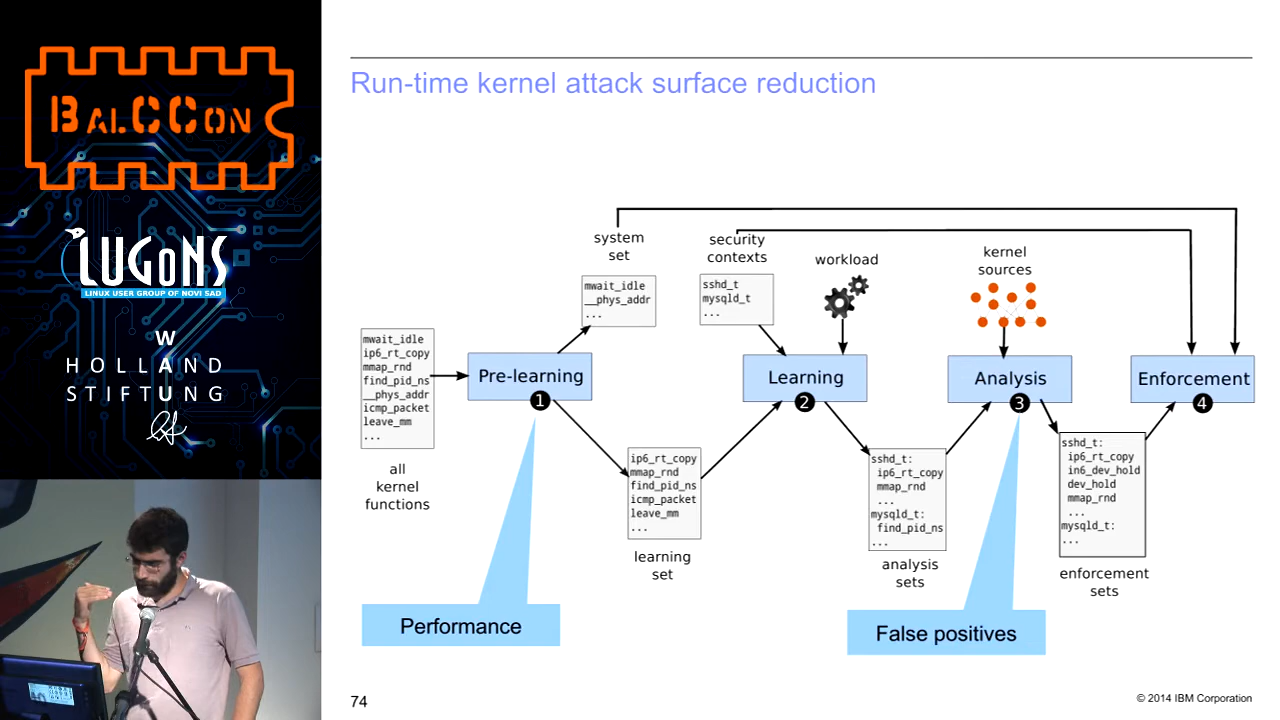 BALCCON
LUGONS
LINUX USER GROUP OF NOVI SAD
W
HOLLAND
A
STIFTUNG
Run-time kernel attack surface reduction
system
set
mwait_idle
__phys_addr
...
security
contexts
sshd_t
mysqld_t
...
workload
kernel
sources
mwait_idle
ip6_rt_copy
mmap_rnd
find_pid_ns
__phys_addr
icmp_packet
leave_mm
...
all
kernel
functions
Pre-learning
1
Learning
2
Analysis
3
Enforcement
4
ip6_rt_copy
mmap_rnd
find_pid_ns
icmp_packet
leave_mm
...
learning
set
sshd_t:
ip6_rt_copy
mmap_rnd
...
mysqld_t:
find_pid_ns
...
analysis
sets
sshd_t:
ip6_rt_copy
in6_dev_hold
dev_hold
mmap_rnd
...
mysqld_t:
...
enforcement
sets
Performance
False positives
74
© 2014 IBM Corporation